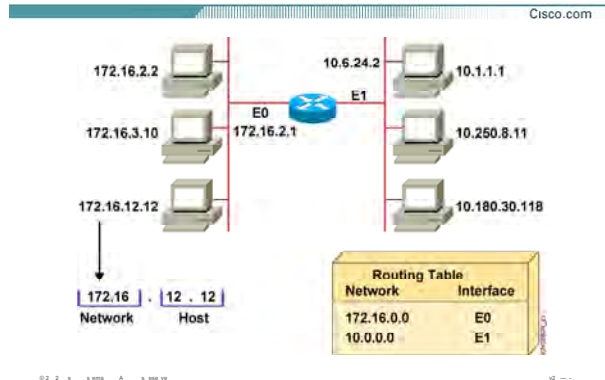 Cisco.com
172.16.2.2
10.6.24.2
10.1.1.1
E0
E1
172.16.3.10
172.16.2.1
10.250.8.11
172.16.12.12
10.180.30.118
172.16 . 12 . 12
Network Host
Routing Table
Network Interface
172.16.0.0 E0
10.0.0.0 E1